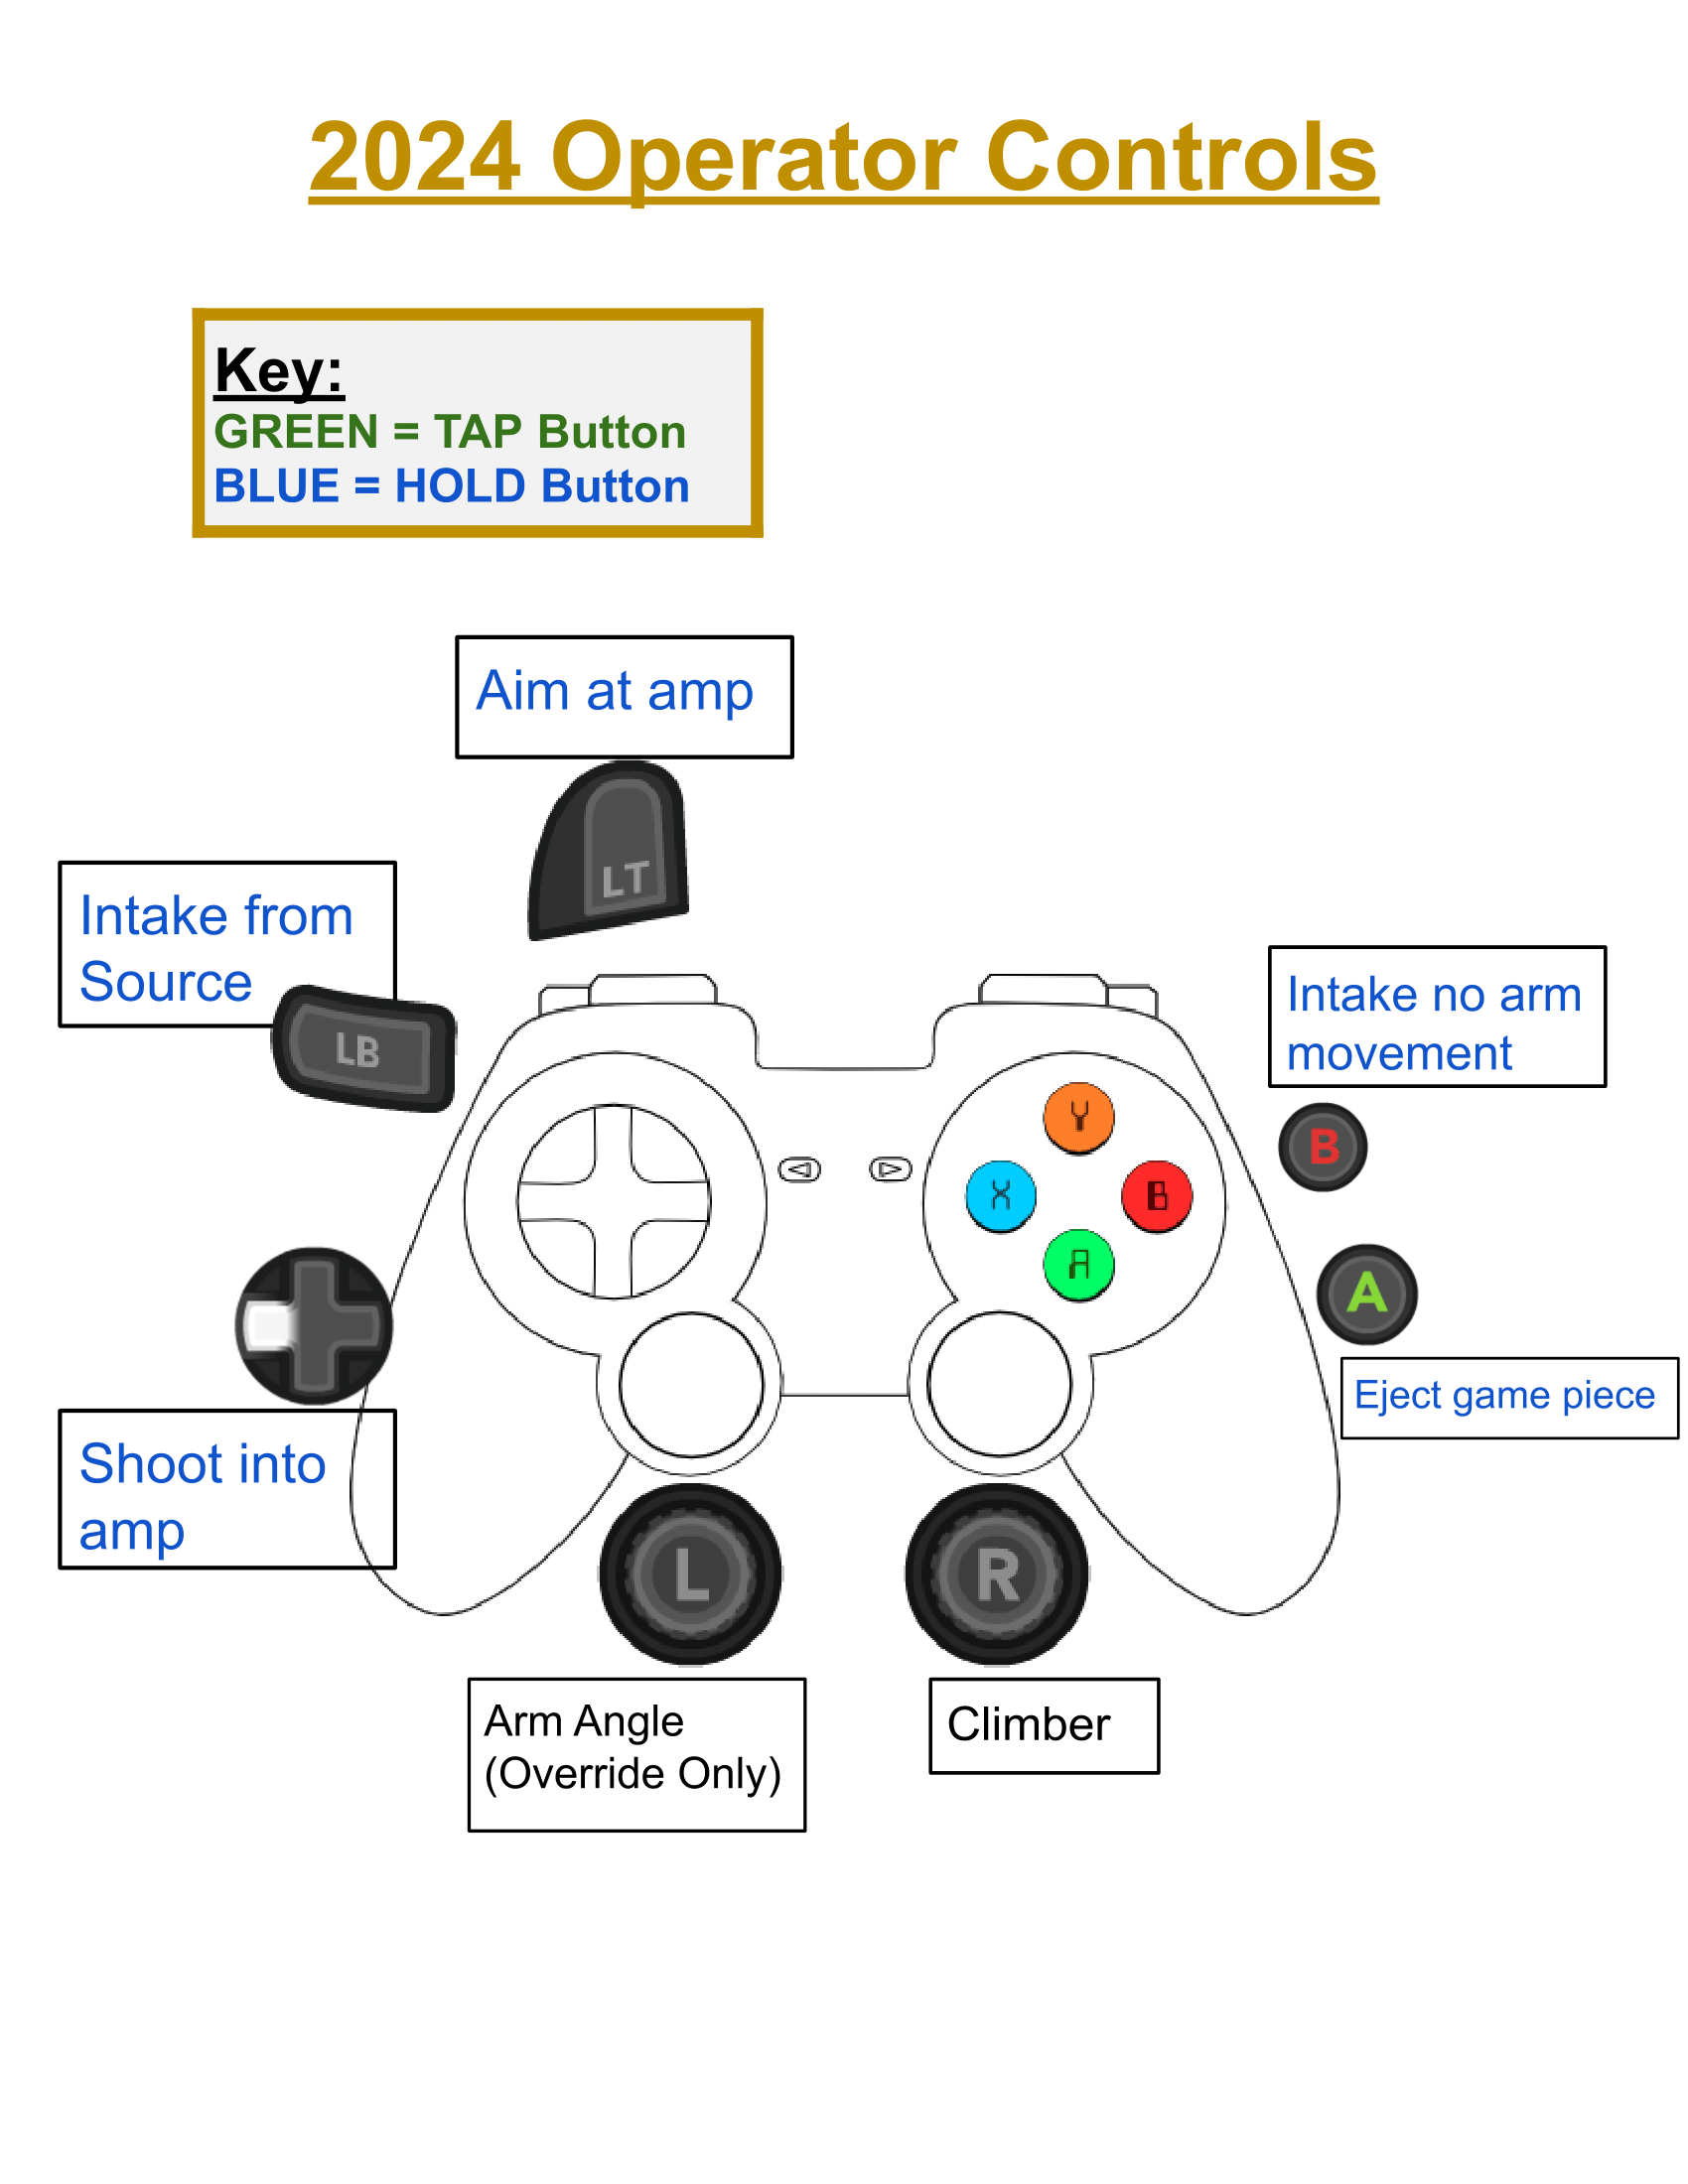 2024 Operator Controls
Key:
GREEN = TAP Button
BLUE = HOLD Button
Aim at amp
LT
Intake from
Source
LB
Intake no arm
movement
B
Y
X
B
A
A
Eject game piece
Shoot into
amp
L
R
Arm Angle
(Override Only)
Climber